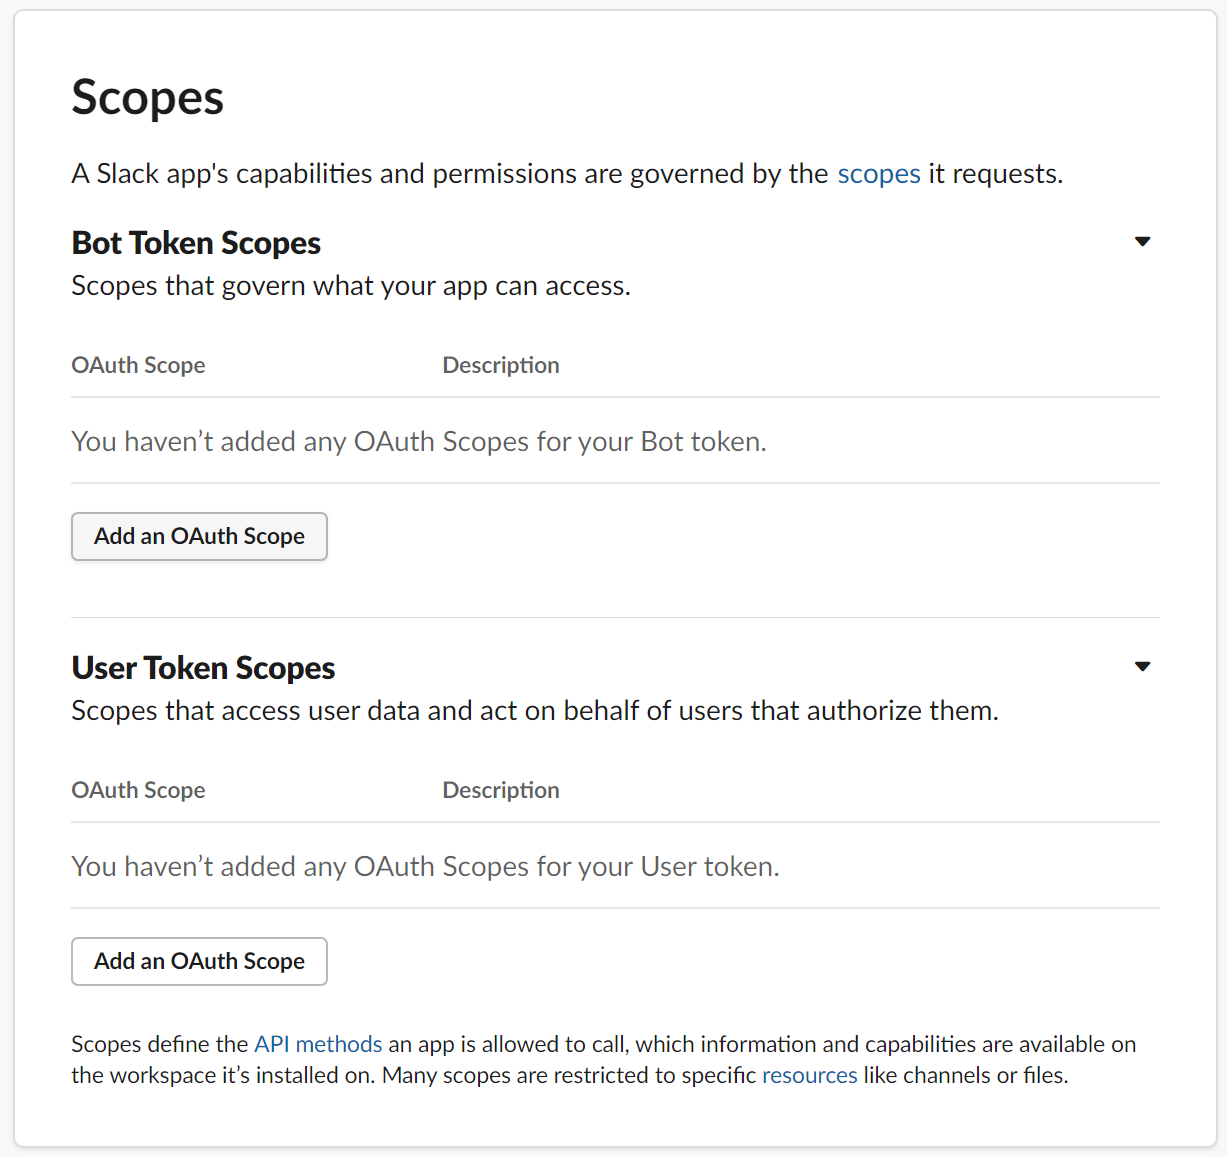 Scopes
A Slack app's capabilities and permissions are governed by the scopes it requests.
Bot Token Scopes
Scopes that govern what your app can access.
OAuth Scope Description
You haven’t added any OAuth Scopes for your Bot token.
Add an OAuth Scope
User Token Scopes
Scopes that access user data and act on behalf of users that authorize them.
OAuth Scope Description
You haven’t added any OAuth Scopes for your User token.
Add an OAuth Scope
Scopes define the API methods an app is allowed to call, which information and capabilities are available on
the workspace it’s installed on. Many scopes are restricted to specific resources like channels or files.